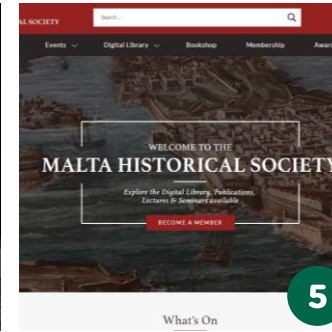 AL SOCIETY
Search...
Events
Digital Library
Bookshop
Membership
Awar
WELCOME TO THE
MALTA HISTORICAL SOCIETY
Explore the Digital Library, Publications,
Lectures & Seminars available
BECOME A MEMBER
What's On
5